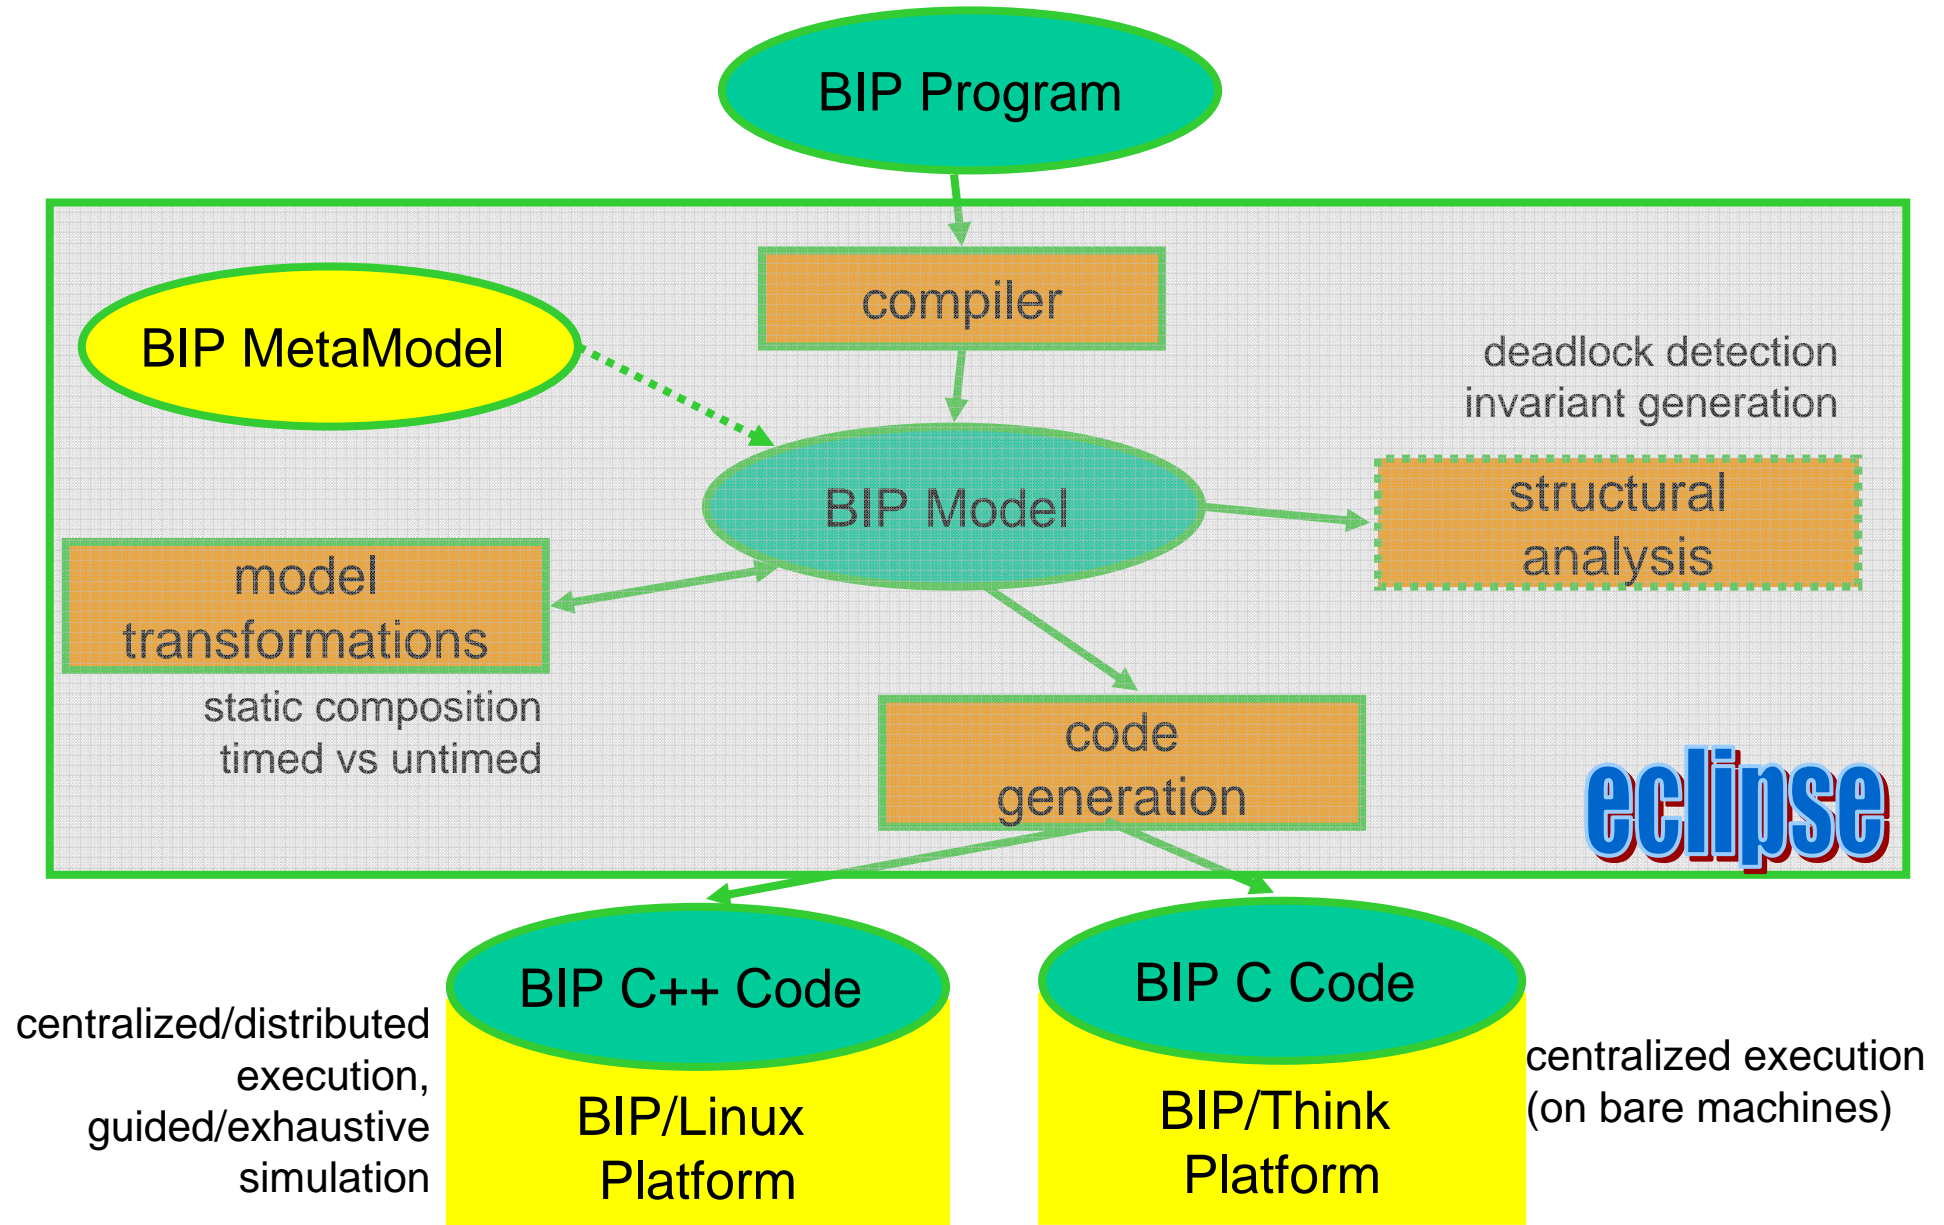 BIP Program
compiler
BIP MetaModel
deadlock detection
invariant generation
BIP Model
structural
analysis
model
transformations
static composition
timed vs untimed
code
generation
eclipse
BIP C++ Code
BIP C Code
centralized/distributed
execution,
guided/exhaustive
simulation
BIP/Linux
Platform
BIP/Think
Platform
centralized execution
(on bare machines)